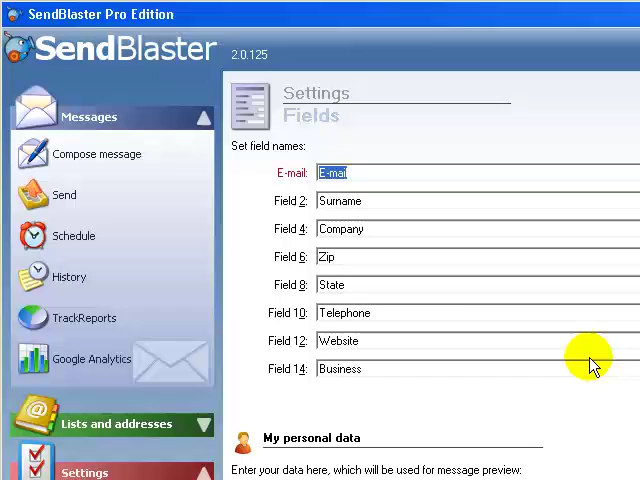 SendBlaster Pro Edition
SendBlaster 2.0.125
Messages
Compose message
Send
Schedule
History
TrackReports
Google Analytics
Lists and addresses
Settings
Settings
Fields
Set field names:
E-mail: E-mail
Field 2: Surname
Field 4: Company
Field 6: Zip
Field 8: State
Field 10: Telephone
Field 12: Website
Field 14: Business
My personal data
Enter your data here, which will be used for message preview: